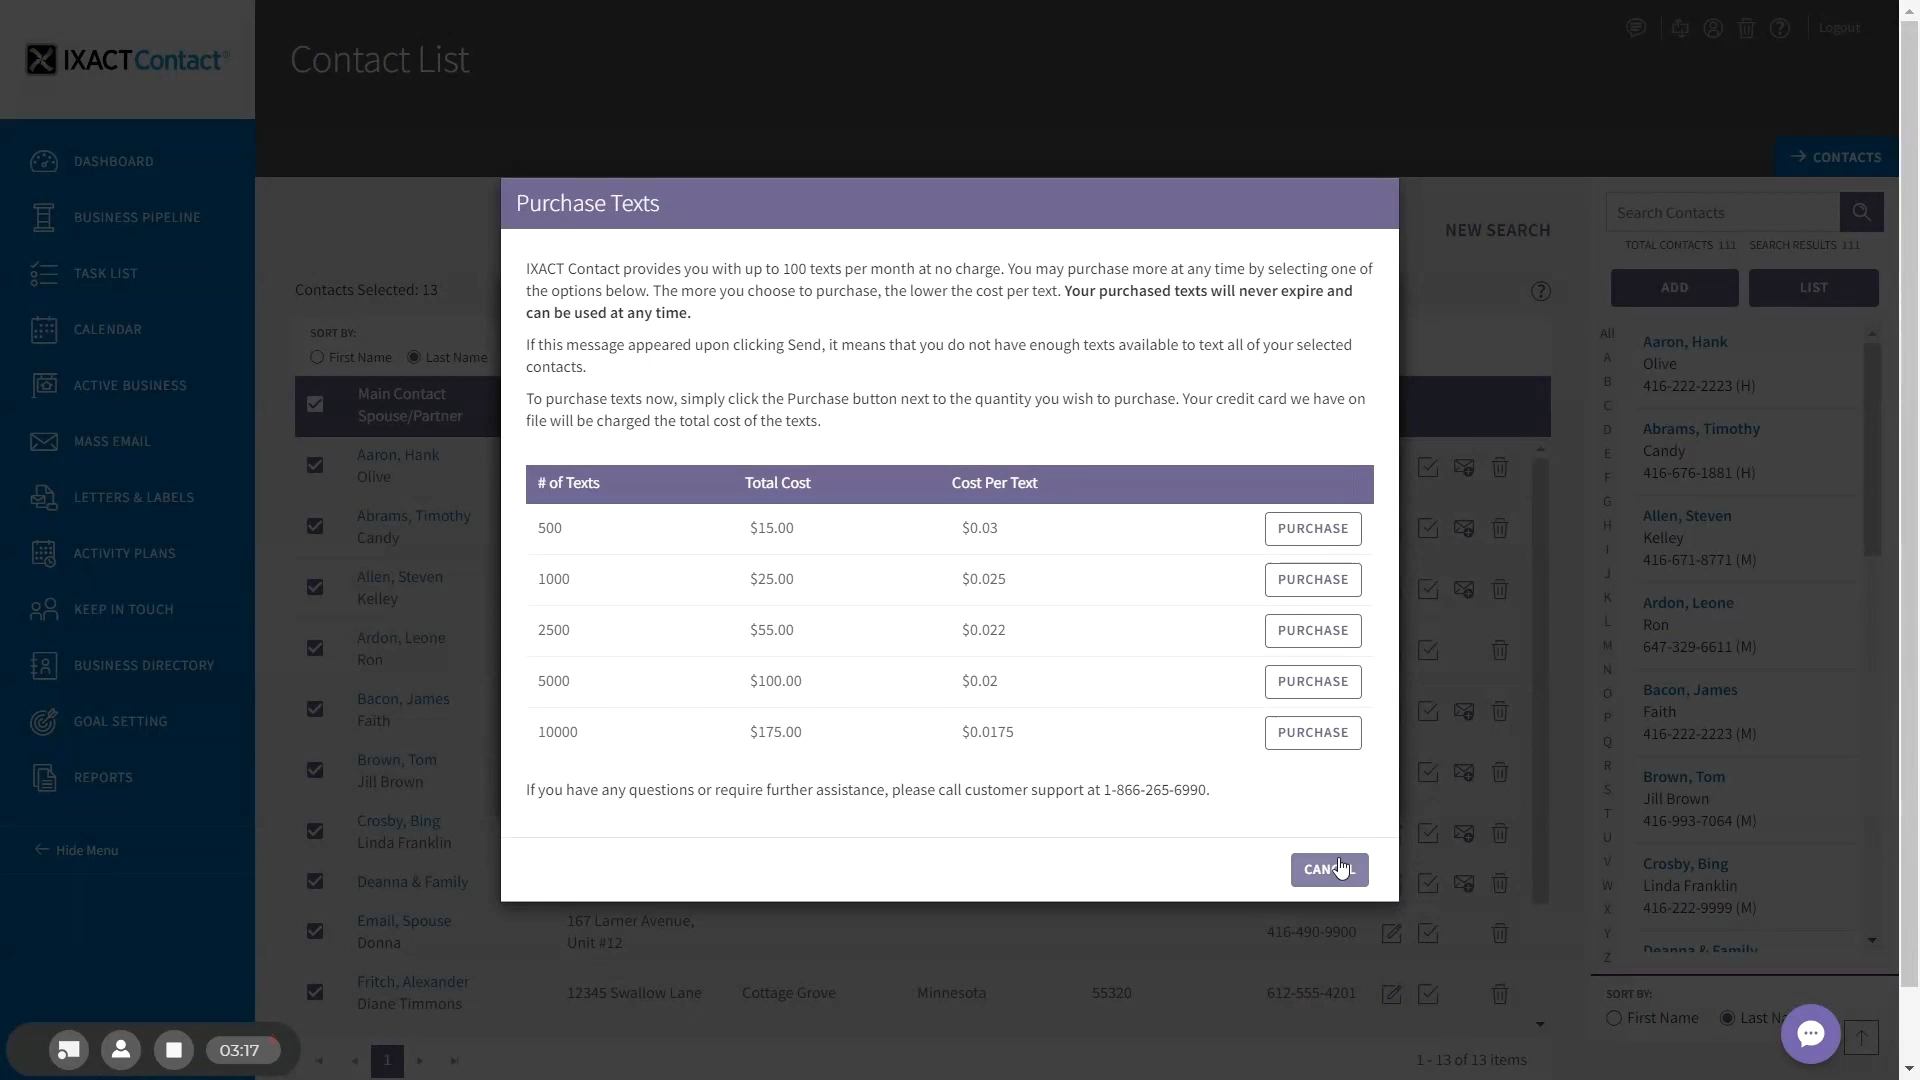 IXACTContact®
Contact List
Logout
CONTACTS
DASHBOARD
BUSINESS PIPELINE
TASK LIST
CALENDAR
ACTIVE BUSINESS
MASS EMAIL
LETTERS & LABELS
ACTIVITY PLANS
KEEP IN TOUCH
BUSINESS DIRECTORY
GOAL SETTING
REPORTS
Hide Menu
03:17
Contacts Selected: 13
NEW SEARCH
SORT BY:
First Name Last Name
Main Contact
Spouse/Partner
Aaron, Hank
Olive
Abrams, Timothy
Candy
Allen, Steven
Kelley
Ardon, Leone
Ron
Bacon, James
Faith
Brown, Tom
Jill Brown
Crosby, Bing
Linda Franklin
Deanna & Family
Email, Spouse
Donna
167 Larner Avenue,
Unit #12
416-490-9900
Fritch, Alexander
Diane Timmons
12345 Swallow Lane Cottage Grove Minnesota 55320 612-555-4201
1
1 - 13 of 13 items
Purchase Texts
IXACT Contact provides you with up to 100 texts per month at no charge. You may purchase more at any time by selecting one of
the options below. The more you choose to purchase, the lower the cost per text. Your purchased texts will never expire and
can be used at any time.
If this message appeared upon clicking Send, it means that you do not have enough texts available to text all of your selected
contacts.
To purchase texts now, simply click the Purchase button next to the quantity you wish to purchase. Your credit card we have on
file will be charged the total cost of the texts.
# of Texts Total Cost Cost Per Text
500 $15.00 $0.03 PURCHASE
1000 $25.00 $0.025 PURCHASE
2500 $55.00 $0.022 PURCHASE
5000 $100.00 $0.02 PURCHASE
10000 $175.00 $0.0175 PURCHASE
If you have any questions or require further assistance, please call customer support at 1-866-265-6990.
Search Contacts
TOTAL CONTACTS 111 SEARCH RESULTS 111
ADD LIST
All
A
B
C
D
E
F
G
H
I
J
K
L
M
N
O
P
Q
R
S
T
U
V
W
X
Y
Z
Aaron, Hank
Olive
416-222-2223 (H)
Abrams, Timothy
Candy
416-676-1881 (H)
Allen, Steven
Kelley
416-671-8771 (M)
Ardon, Leone
Ron
647-329-6611 (M)
Bacon, James
Faith
416-222-2223 (M)
Brown, Tom
Jill Brown
416-993-7064 (M)
Crosby, Bing
Linda Franklin
416-222-9999 (M)
Deanna & Family
SORT BY:
First Name Last